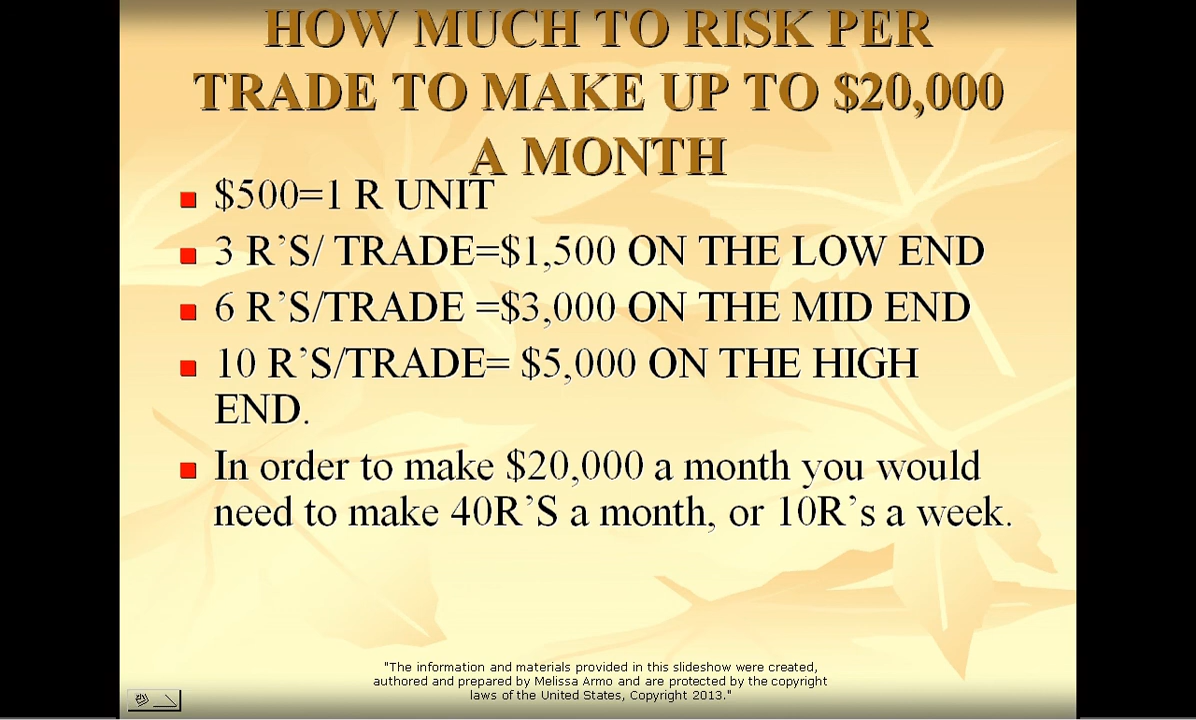 HOW MUCH TO RISK PER
TRADE TO MAKE UP TO $20,000
A MONTH
$500=1 R UNIT
3 R’S/ TRADE=$1,500 ON THE LOW END
6 R’S/TRADE =$3,000 ON THE MID END
10 R’S/TRADE= $5,000 ON THE HIGH
END.
In order to make $20,000 a month you would
need to make 40R’S a month, or 10R’s a week.
"The information and materials provided in this slideshow were created,
authored and prepared by Melissa Armo and are protected by the copyright
laws of the United States, Copyright 2013."